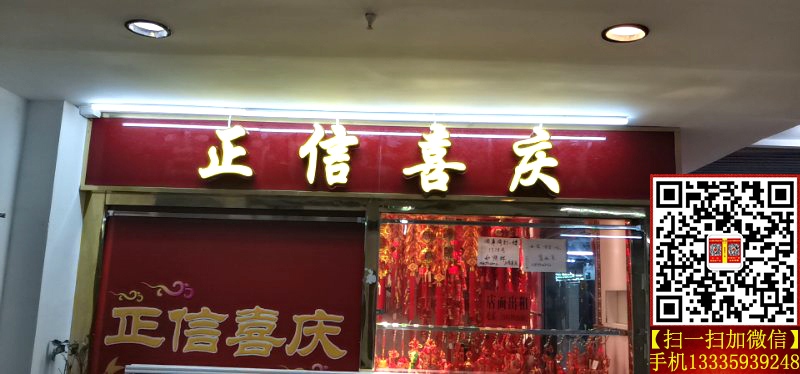 正信喜庆
正信喜庆
店面出租
【扫一扫加微信】
手机13335939248